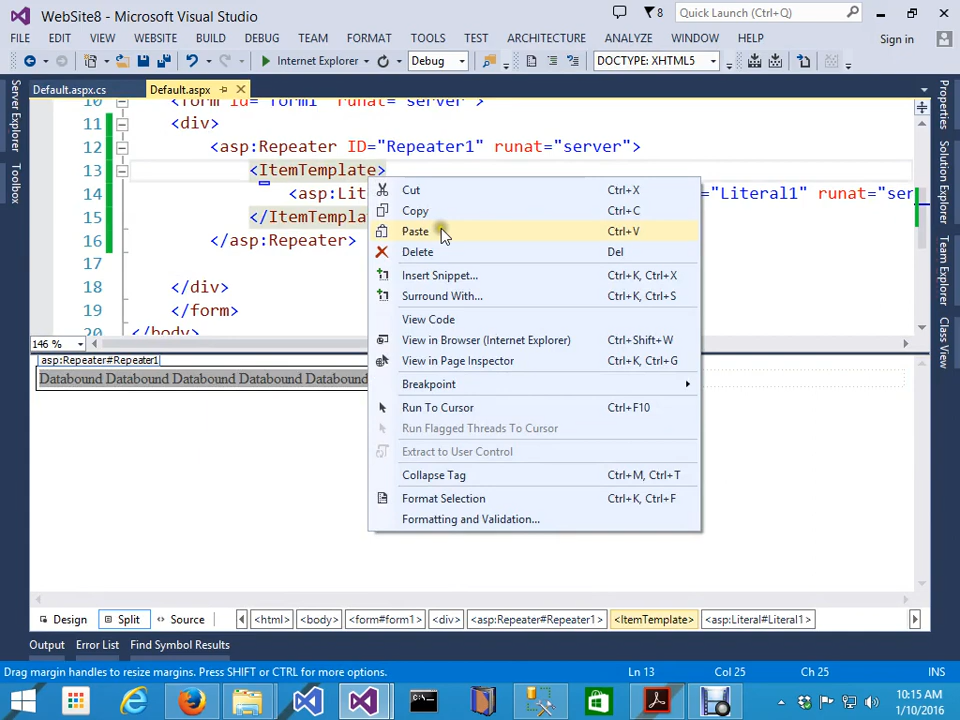 WebSite8 - Microsoft Visual Studio
8
Quick Launch (Ctrl+Q)
FILE EDIT VIEW WEBSITE BUILD DEBUG TEAM FORMAT TOOLS TEST ARCHITECTURE ANALYZE WINDOW HELP Sign in
Internet Explorer Debug DOCTYPE: XHTML5
Server Explorer
Toolbox
Default.aspx.cs Default.aspx
10 <form id="form1" runat="server">
11 <div>
12 <asp:Repeater ID="Repeater1" runat="server">
13 <ItemTemplate>
14 <asp:Lit ="Literal1" runat="ser
15 </ItemTempla
16 </asp:Repeater>
17
18 </div>
19 </form>
20 </body>
146 %
Cut Ctrl+X
Copy Ctrl+C
Paste Ctrl+V
Delete Del
Insert Snippet... Ctrl+K, Ctrl+X
Surround With... Ctrl+K, Ctrl+S
View Code
View in Browser (Internet Explorer) Ctrl+Shift+W
View in Page Inspector Ctrl+K, Ctrl+G
Breakpoint
Run To Cursor Ctrl+F10
Run Flagged Threads To Cursor
Extract to User Control
Collapse Tag Ctrl+M, Ctrl+T
Format Selection Ctrl+K, Ctrl+F
Formatting and Validation...
asp:Repeater#Repeater1
Databound Databound Databound Databound Databound
Properties
Solution Explorer
Team Explorer
Class View
Design Split Source <html> <body> <form#form1> <div> <asp:Repeater#Repeater1> <ItemTemplate> <asp:Literal#Literal1>
Output Error List Find Symbol Results
Drag margin handles to resize margins. Press SHIFT or CTRL for more options. Ln 13 Col 25 Ch 25 INS
10:15 AM
1/10/2016